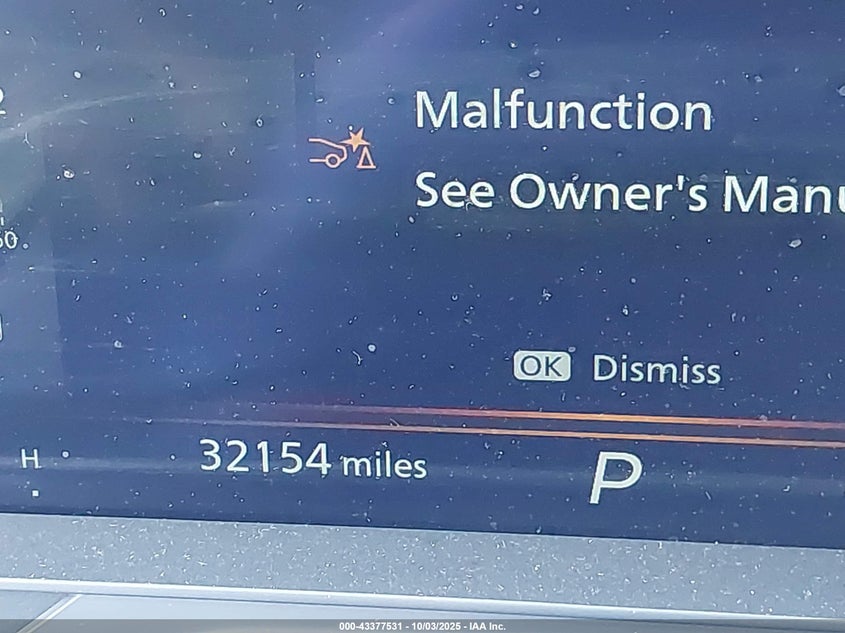 Malfunction
See Owner's Manu
OK Dismiss
H
32154 miles
P
000-43377531 - 10/03/2025 - IAA Inc.